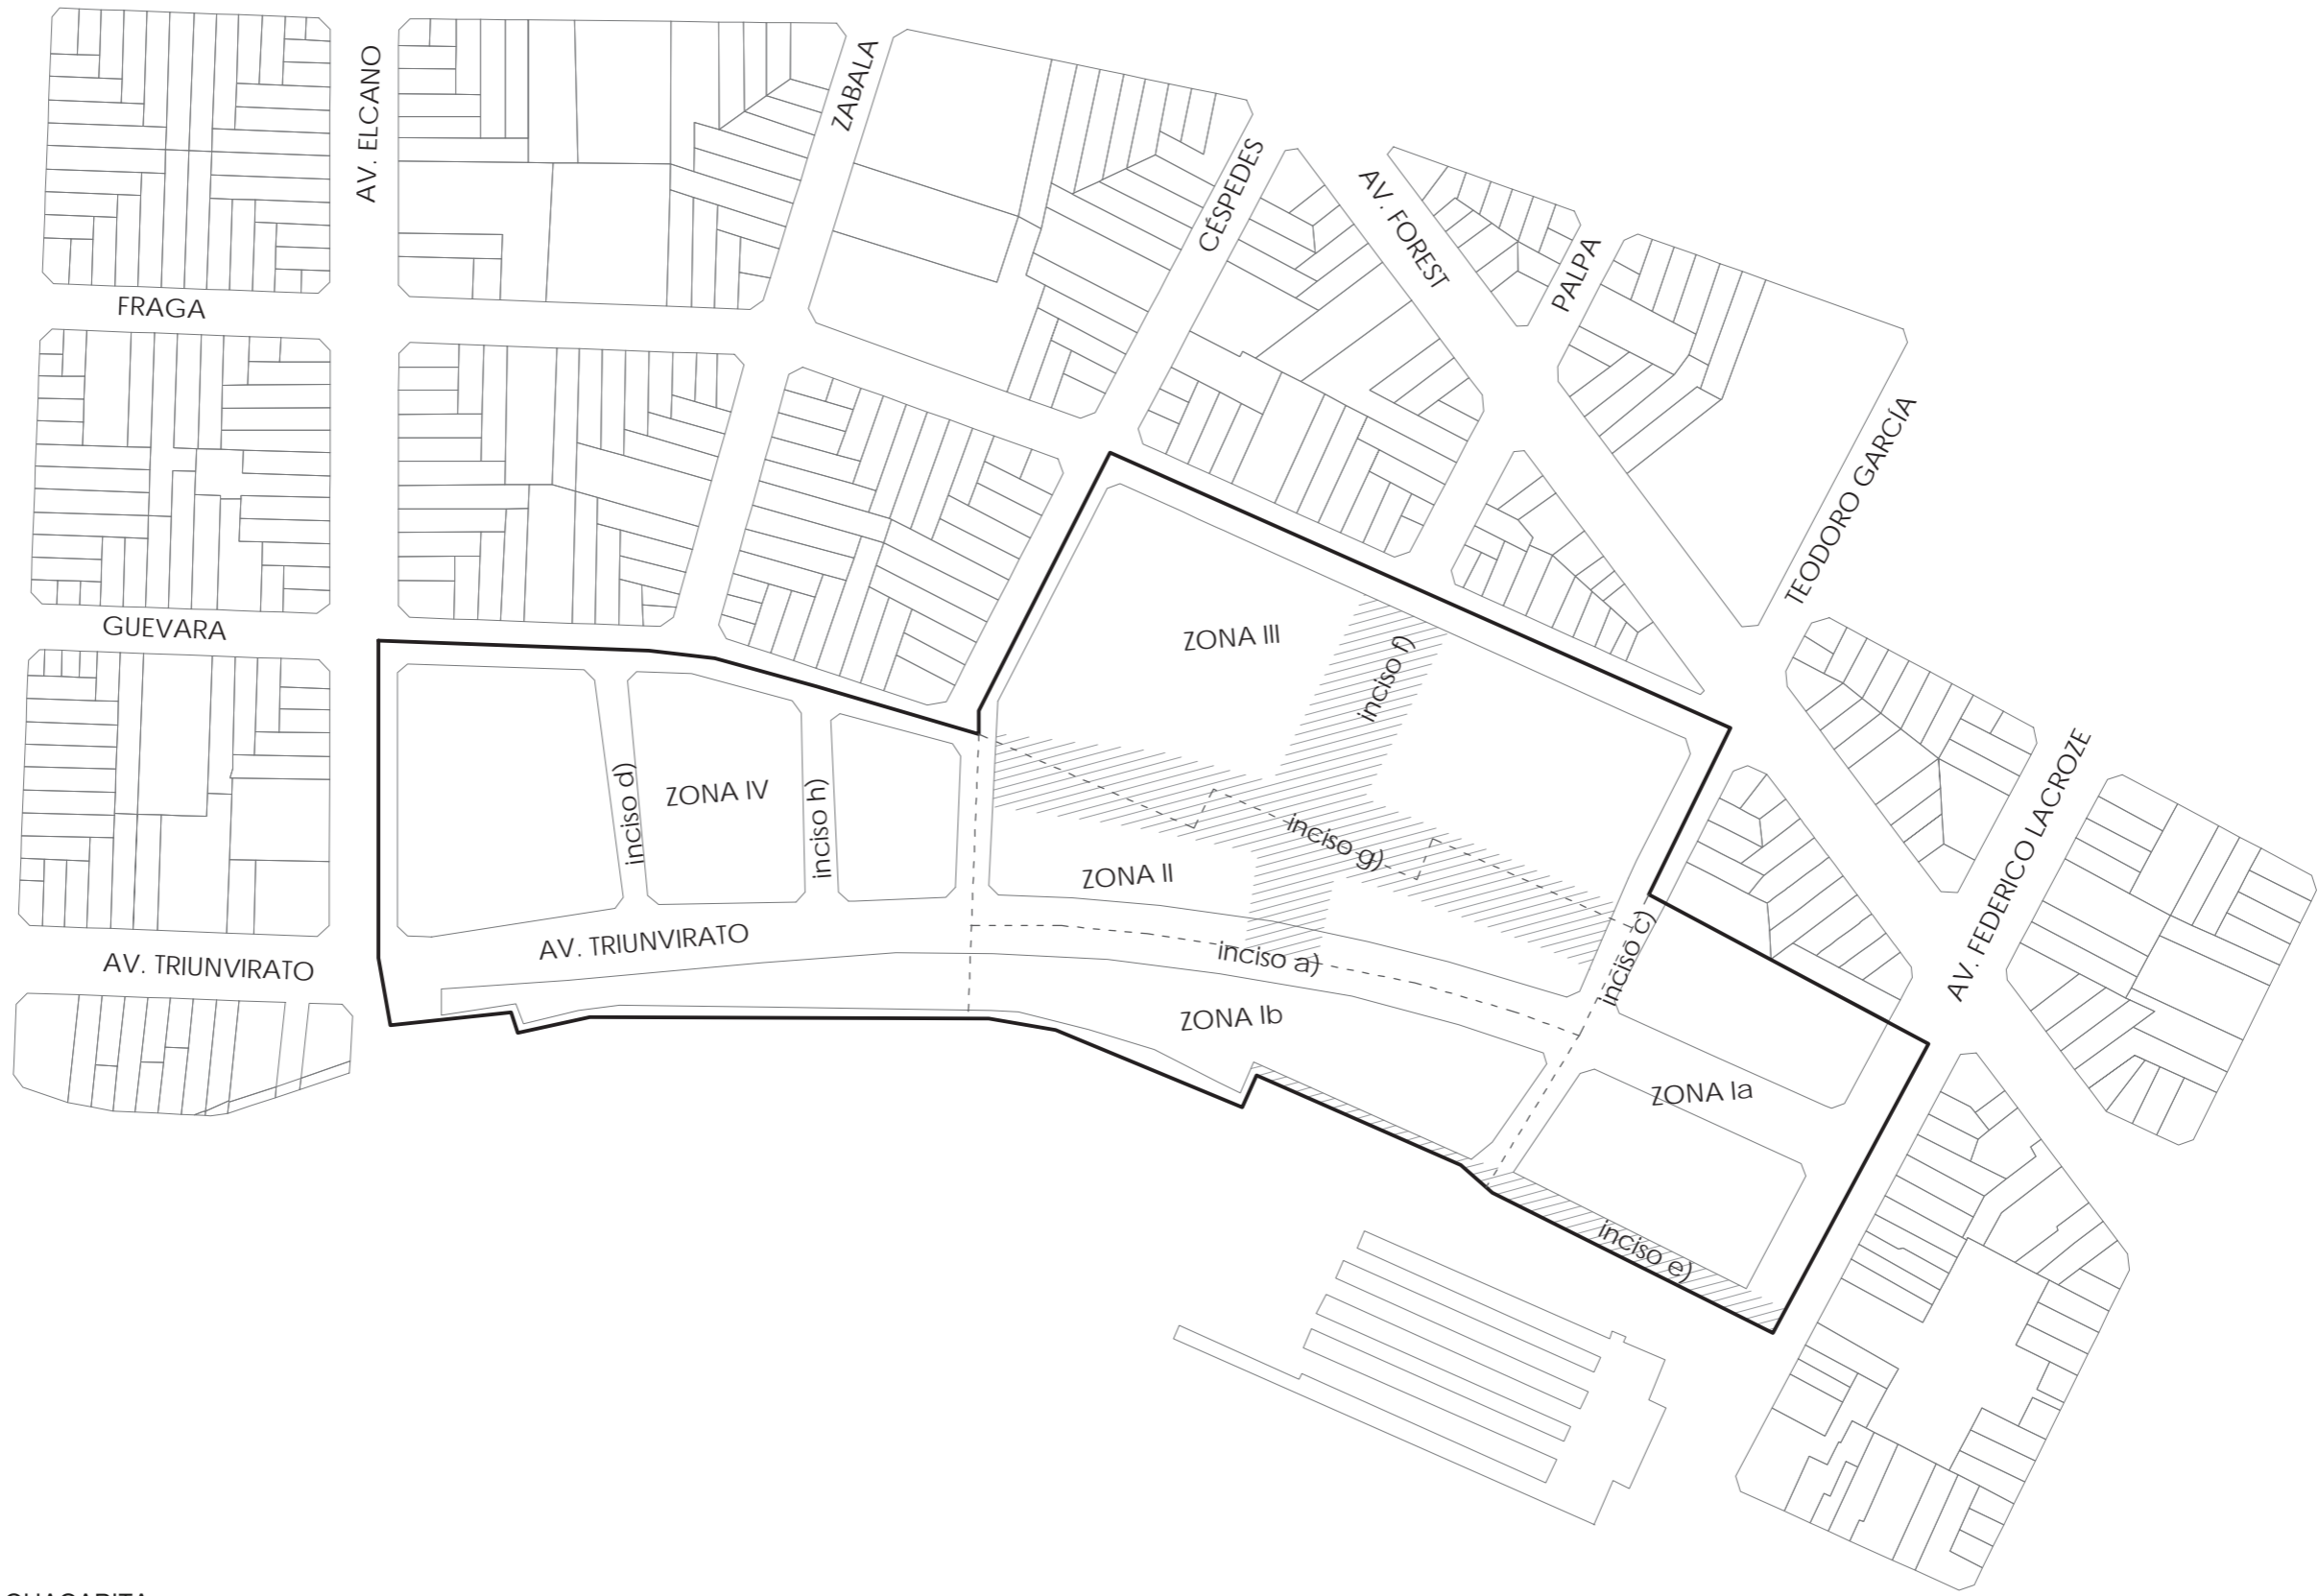 AV. ELCANO
ZABALA
CÉSPEDES
AV. FOREST
PALPA
FRAGA
TEODORO GARCÍA
GUEVARA
ZONA III
inciso f)
AV. FEDERICO LACROZE
inciso d)
ZONA IV
inciso h)
inciso g)
ZONA II
inciso c)
AV. TRIUNVIRATO
inciso a)
AV. TRIUNVIRATO
ZONA Ib
ZONA Ia
inciso e)